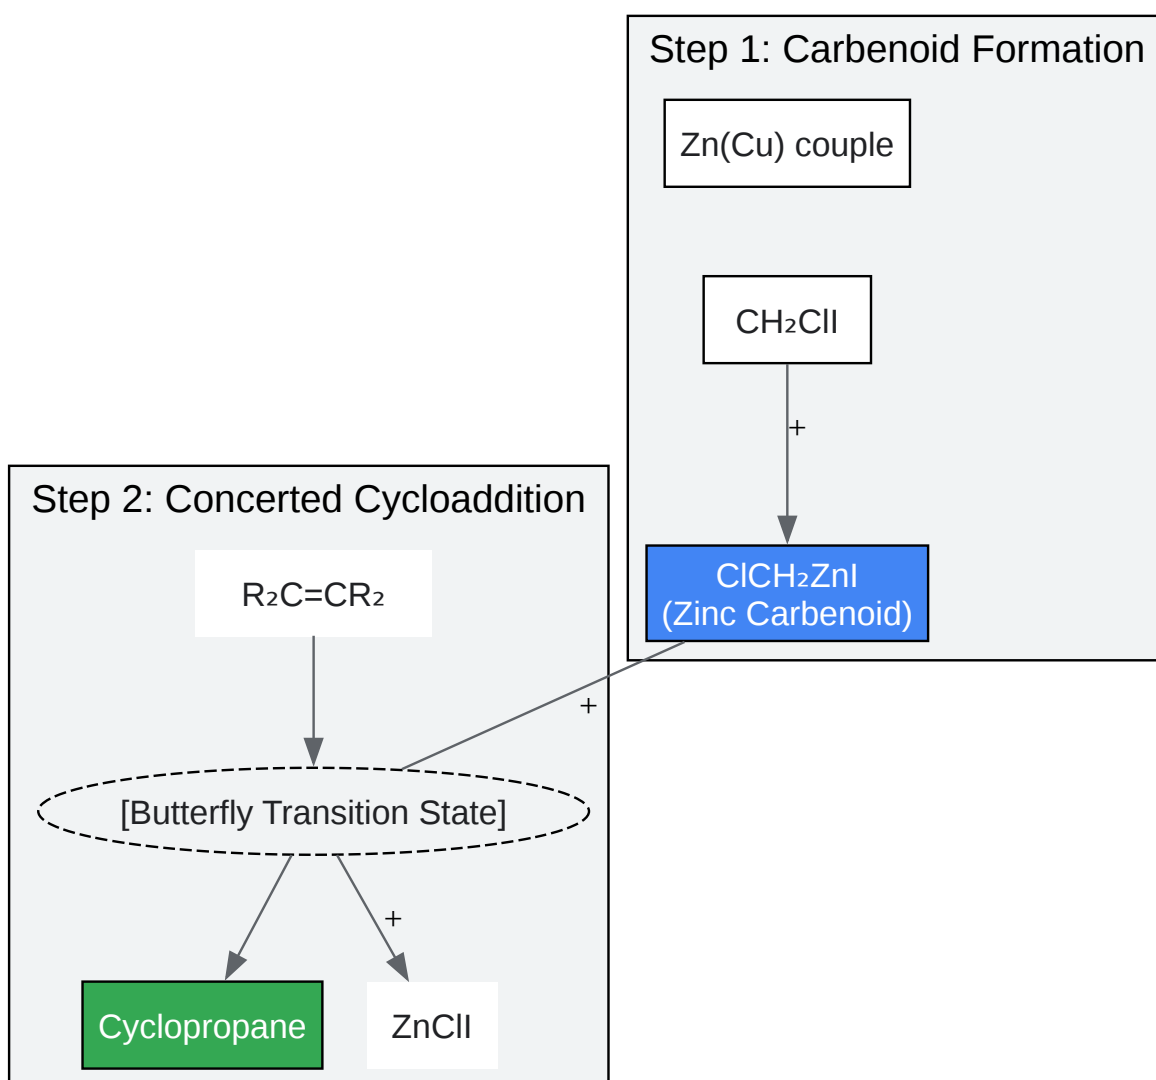 Step 1: Carbenoid Formation
Zn(Cu) couple
CH₂ClI
+
ClCH₂ZnI
(Zinc Carbenoid)
Step 2: Concerted Cycloaddition
R₂C=CR₂
+
[Butterfly Transition State]
+
Cyclopropane
ZnClI